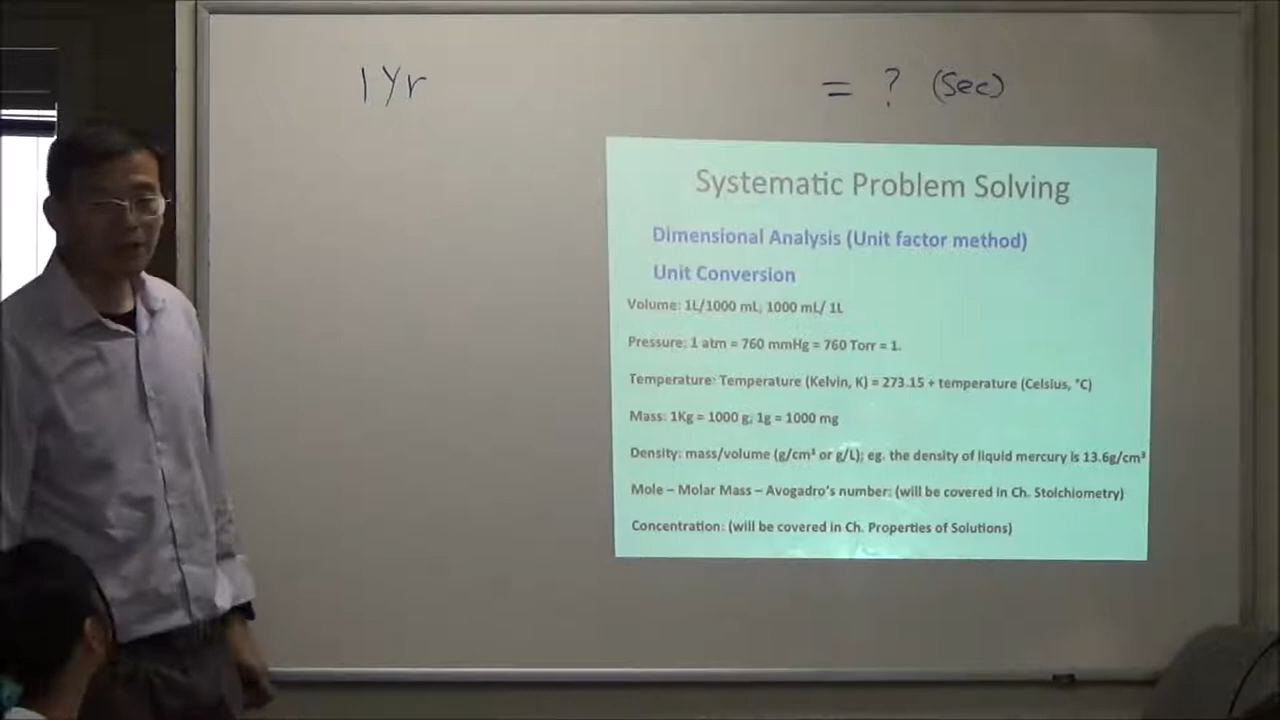 1 Yr = ? (Sec)
Systematic Problem Solving
Dimensional Analysis (Unit factor method)
Unit Conversion
Volume: 1L/1000 mL, 1000 mL/ 1L
Pressure: 1 atm = 760 mmHg = 760 Torr = 1.
Temperature: Temperature (Kelvin, K) = 273.15 + temperature (Celsius, °C)
Mass: 1Kg = 1000 g, 1g = 1000 mg
Density: mass/volume (g/cm³ or g/L); eg. the density of liquid mercury is 13.6g/cm³
Mole – Molar Mass – Avogadro's number: (will be covered in Ch. Stoichiometry)
Concentration: (will be covered in Ch. Properties of Solutions)